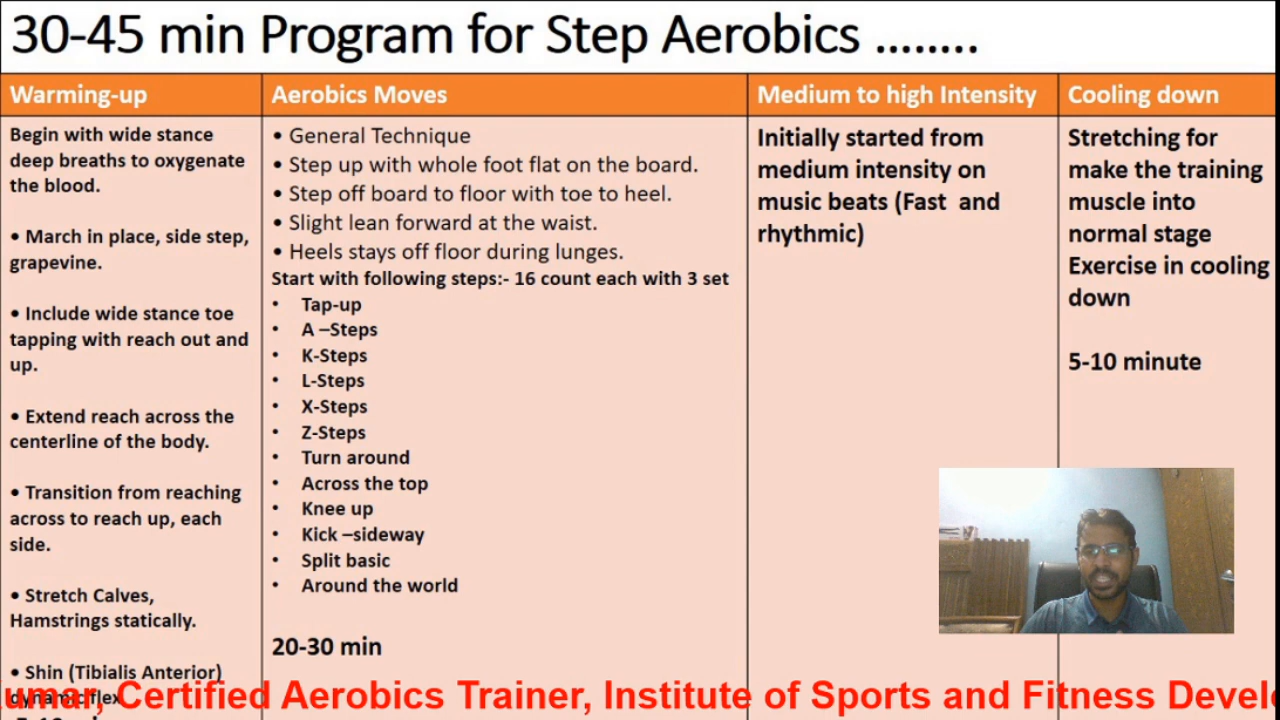 30-45 min Program for Step Aerobics ........
Warming-up
Begin with wide stance
deep breaths to oxygenate
the blood.
• March in place, side step,
grapevine.
• Include wide stance toe
tapping with reach out and
up.
• Extend reach across the
centerline of the body.
• Transition from reaching
across to reach up, each
side.
• Stretch Calves,
Hamstrings statically.
• Shin (Tibialis Anterior)
dynamic flex
Aerobics Moves
• General Technique
• Step up with whole foot flat on the board.
• Step off board to floor with toe to heel.
• Slight lean forward at the waist.
• Heels stays off floor during lunges.
Start with following steps:- 16 count each with 3 set
• Tap-up
• A –Steps
• K-Steps
• L-Steps
• X-Steps
• Z-Steps
• Turn around
• Across the top
• Knee up
• Kick –sideway
• Split basic
• Around the world
20-30 min
Medium to high Intensity
Initially started from
medium intensity on
music beats (Fast and
rhythmic)
Cooling down
Stretching for
make the training
muscle into
normal stage
Exercise in cooling
down
5-10 minute
umar, Certified Aerobics Trainer, Institute of Sports and Fitness Develo